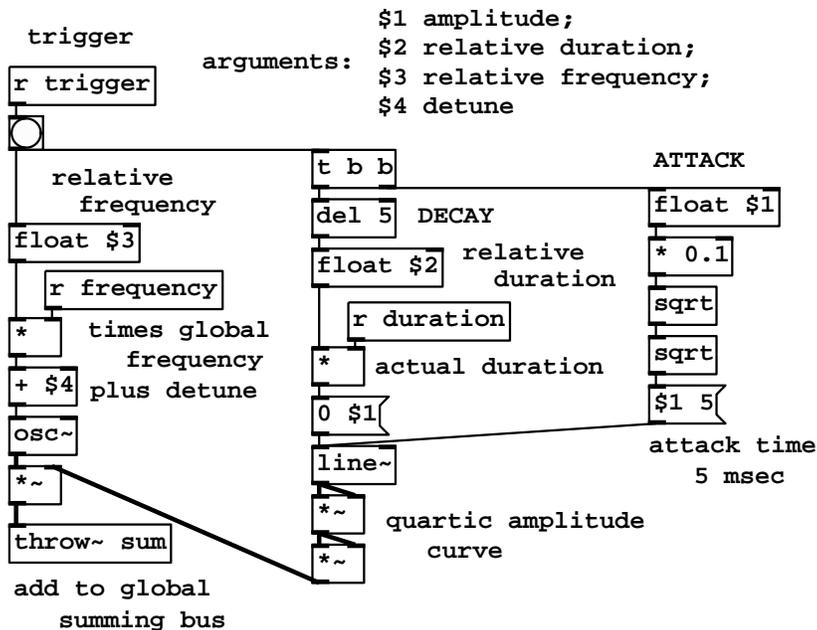 trigger
arguments:
$1 amplitude;
$2 relative duration;
$3 relative frequency;
$4 detune
r trigger
relative
frequency
float $3
r frequency
*
times global
frequency
+ $4
plus detune
osc~
*~
throw~ sum
add to global
summing bus
t b b
del 5
DECAY
float $2
relative
duration
r duration
*
actual duration
0 $1
line~
*~
*~
quartic amplitude
curve
ATTACK
float $1
* 0.1
sqrt
sqrt
$1 5
attack time
5 msec